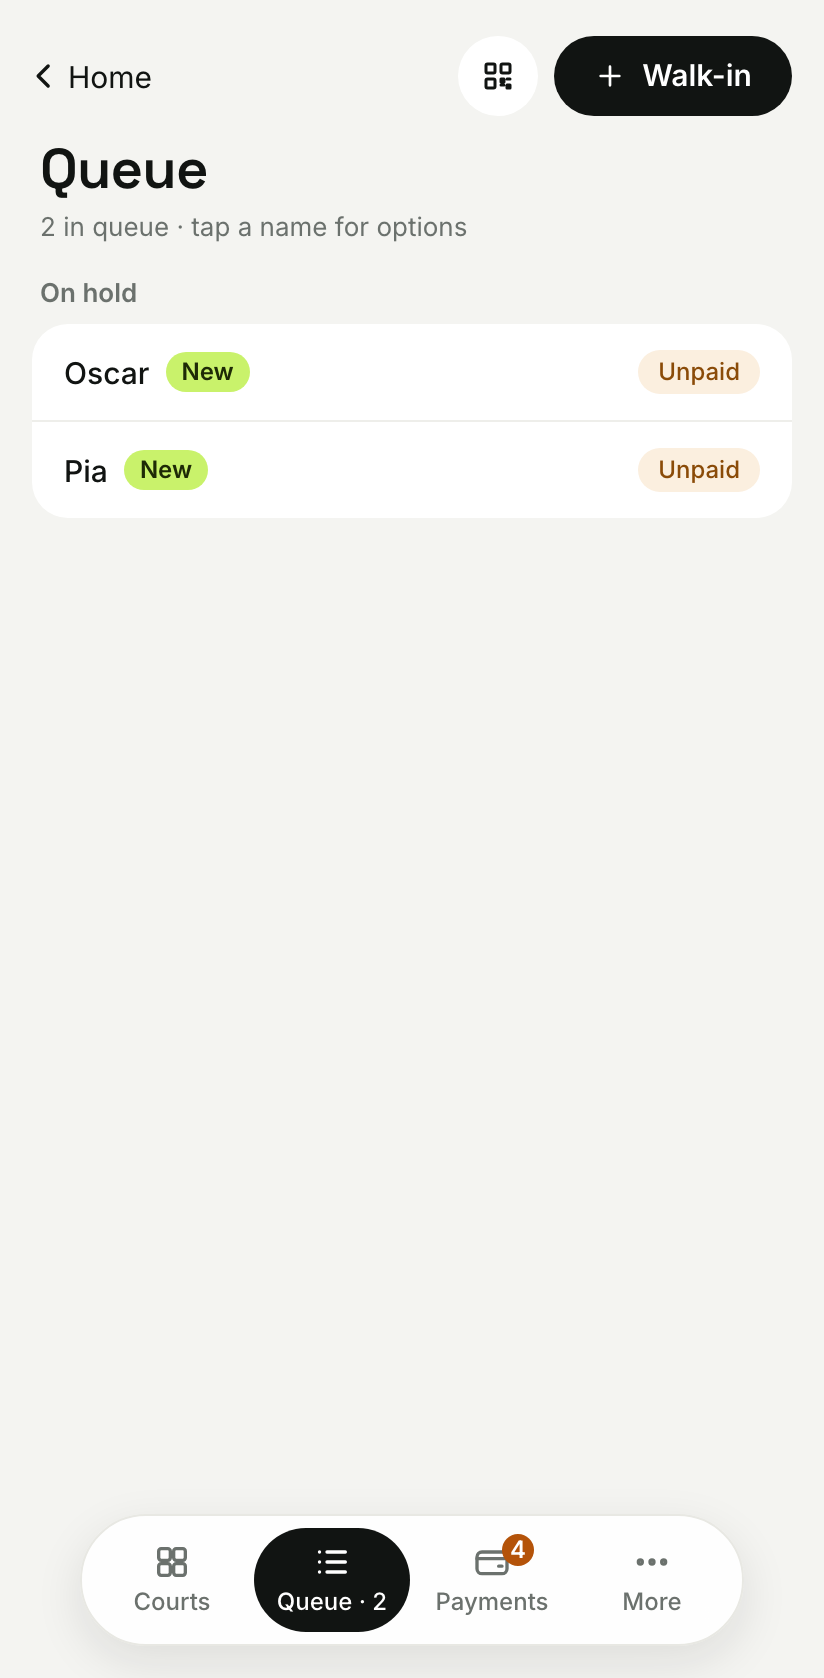 Home
Walk-in
Queue
2 in queue · tap a name for options
On hold
Oscar New Unpaid
Pia New Unpaid
4
Courts Queue · 2 Payments More